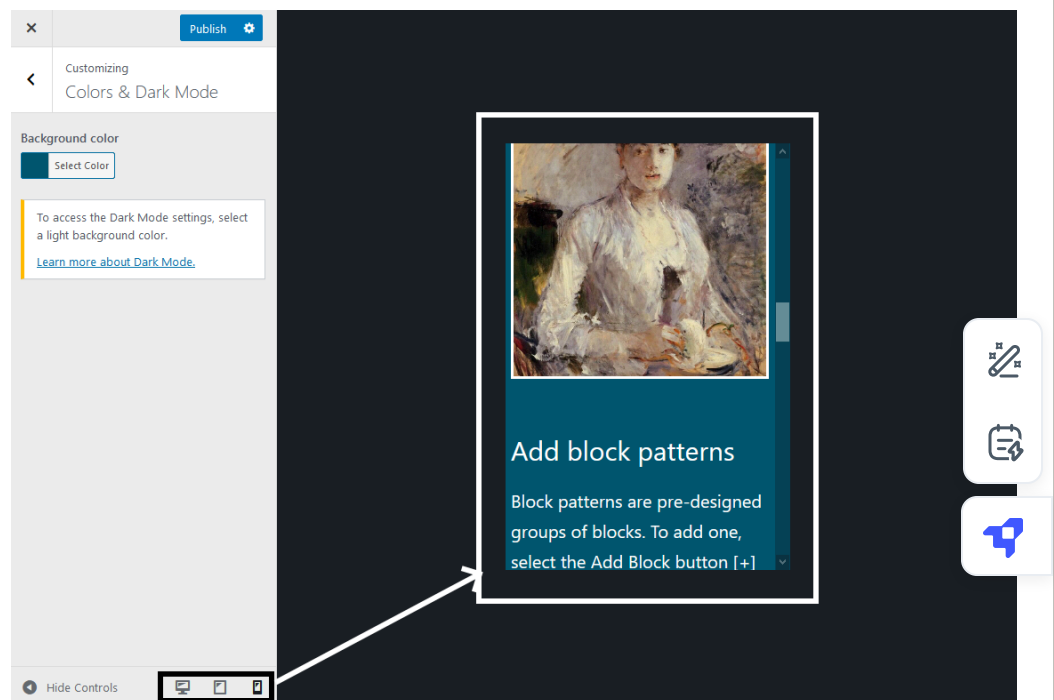 Publish
Customizing
Colors & Dark Mode
Background color
Select Color
To access the Dark Mode settings, select
a light background color.
Learn more about Dark Mode.
Hide Controls
Add block patterns
Block patterns are pre-designed
groups of blocks. To add one,
select the Add Block button [+]